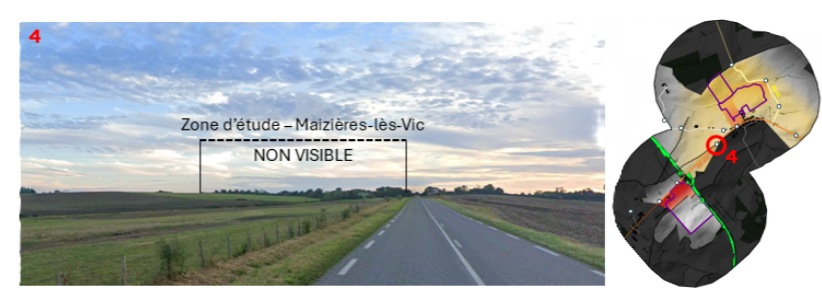 4
Zone d'étude – Maizières-lès-Vic
NON VISIBLE
4